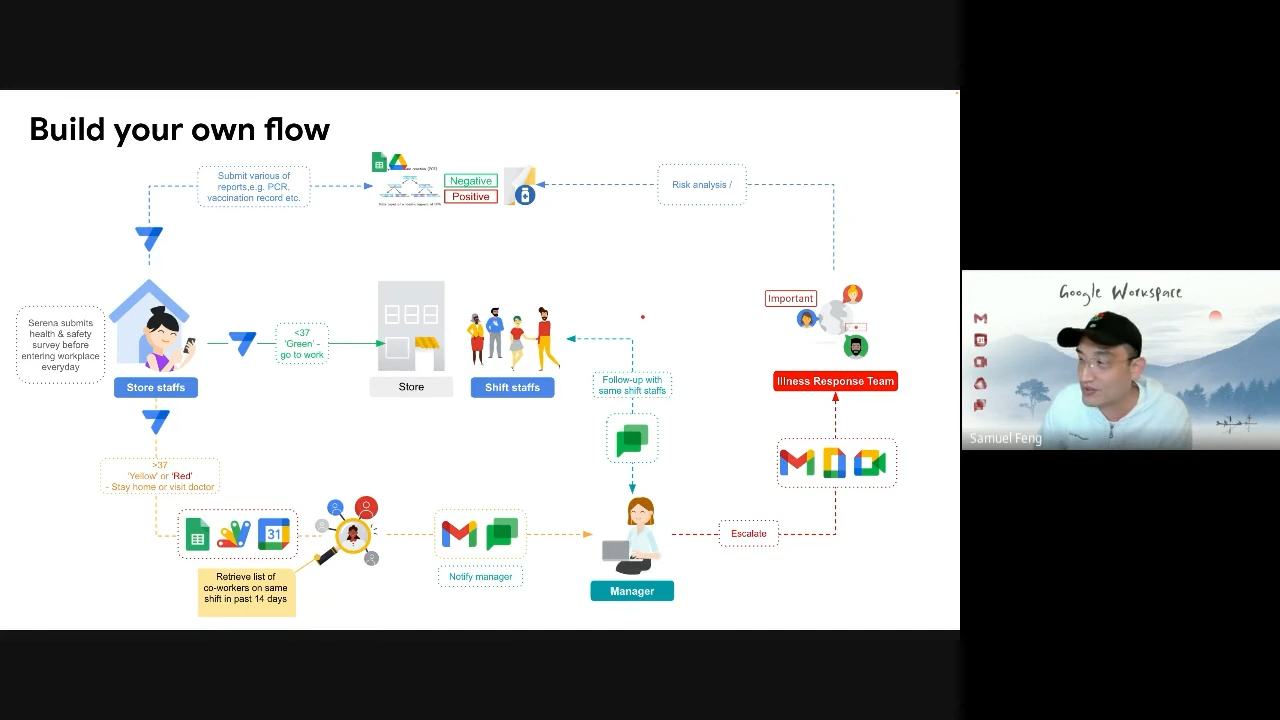 Build your own flow
Submit various of
reports,e.g. PCR,
vaccination record etc.
Negative
Positive
Risk analysis /
Serena submits
health & safety
survey before
entering workplace
everyday
<37
'Green' -
go to work
Store staffs
Store
Shift staffs
Follow-up with
same shift staffs
Important
Illness Response Team
>37
'Yellow' or 'Red'
- Stay home or visit doctor
31
Retrieve list of
co-workers on same
shift in past 14 days
Notify manager
Manager
Escalate
Google Workspace
Samuel Feng